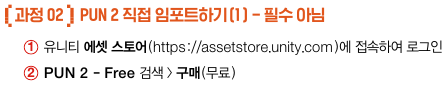 [과정 02] PUN 2 직접 임포트하기(1) - 필수 아님
① 유니티 에셋 스토어(https://assetstore.unity.com)에 접속하여 로그인
② PUN 2 - Free 검색 > 구매(무료)